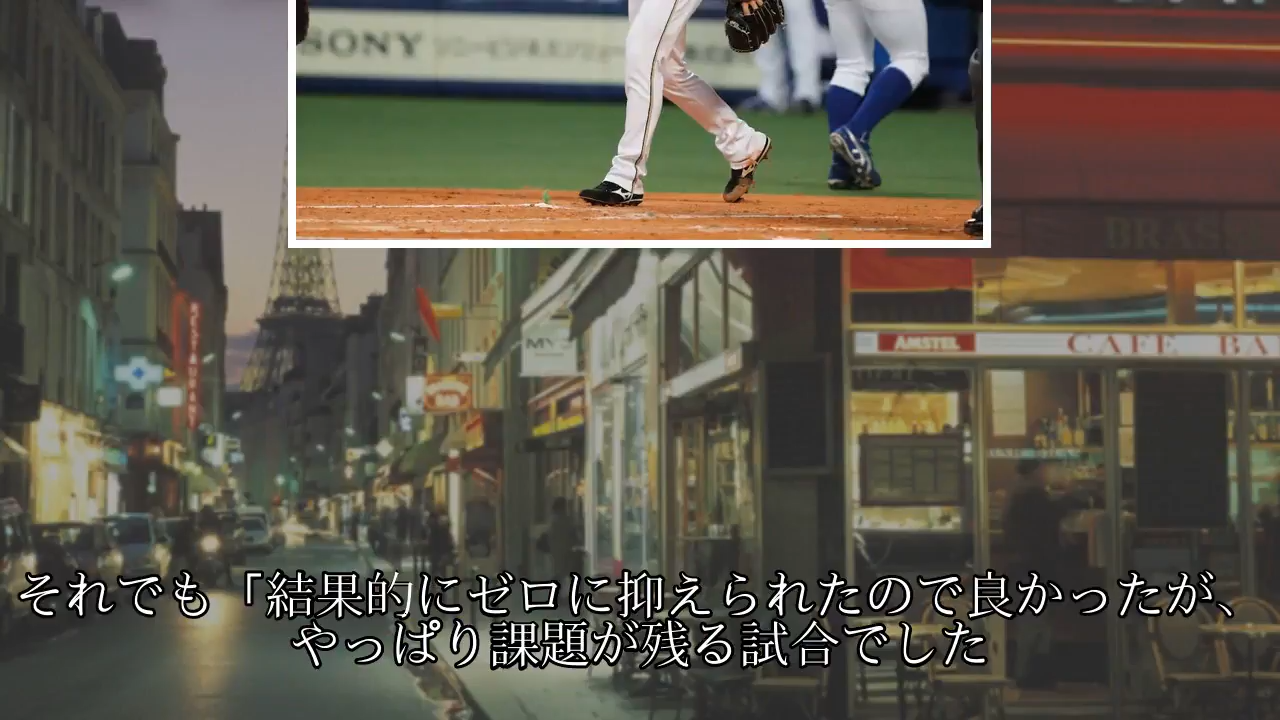 SONY
BRAS
RESTAURANT
AMSTEL
CAFE BA
それでも「結果的にゼロに抑えられたので良かったが、
やっぱり課題が残る試合でした